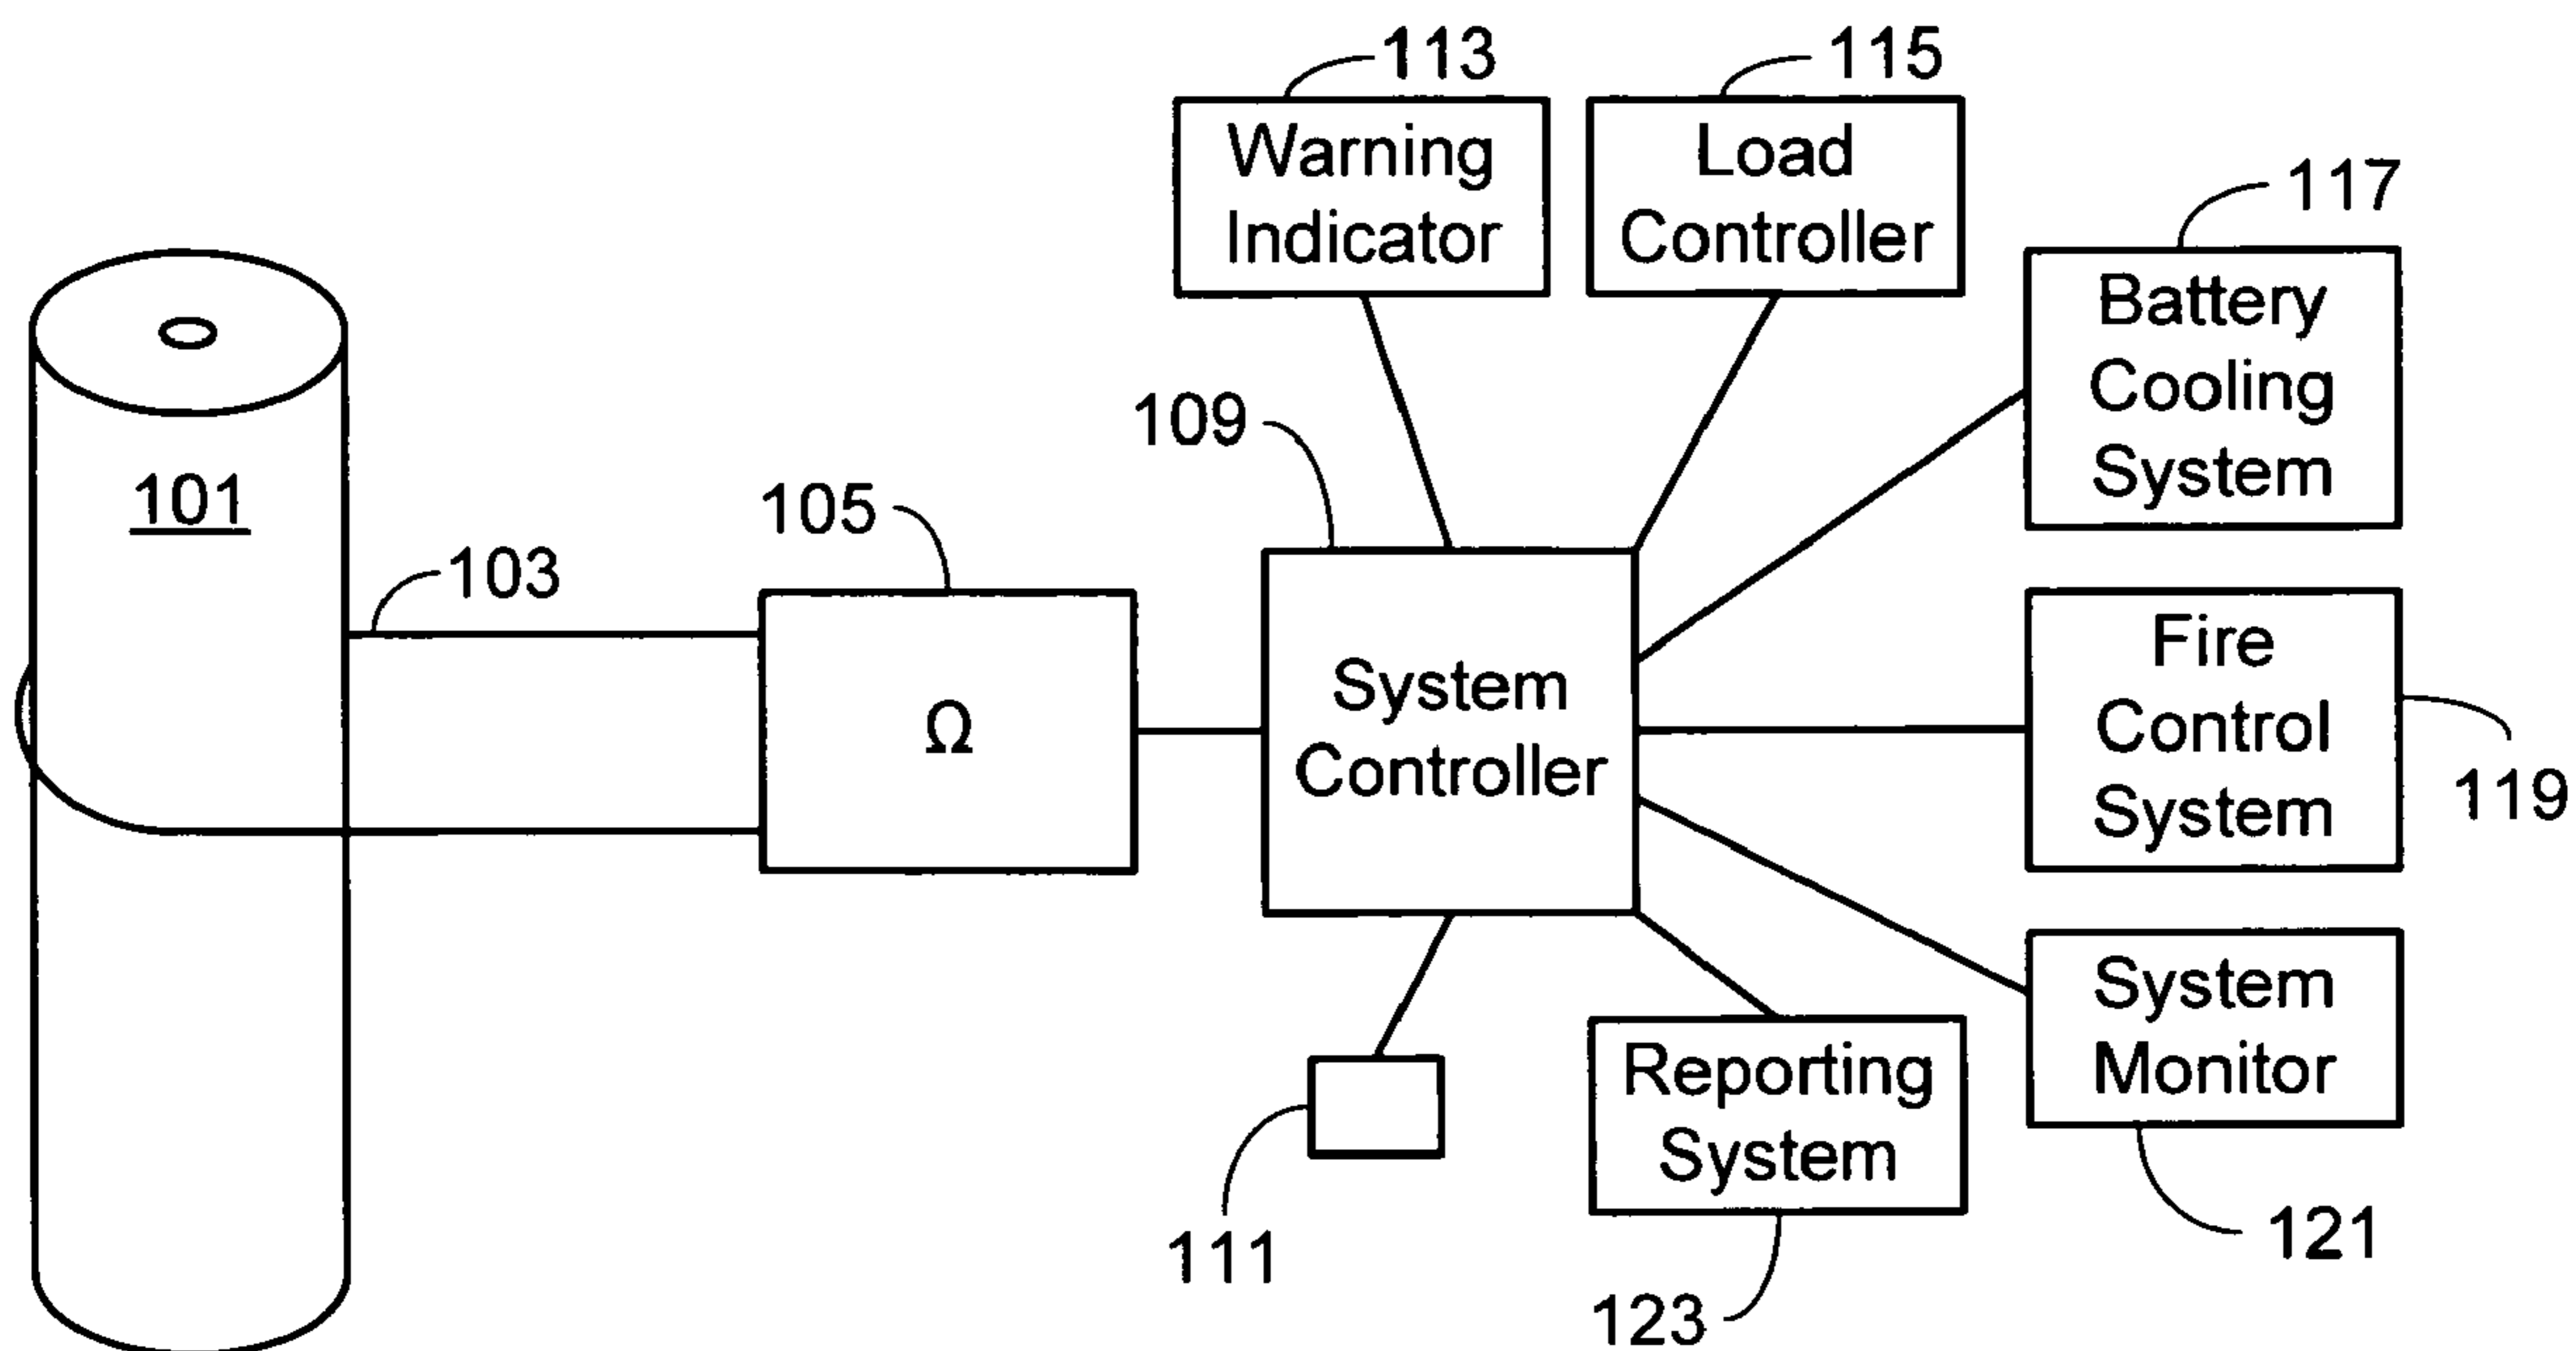 113
115
Warning
Indicator
Load
Controller
117
Battery
Cooling
System
109
101
105
103
Ω
System
Controller
Fire
Control
System
119
System
Monitor
Reporting
System
111
121
123